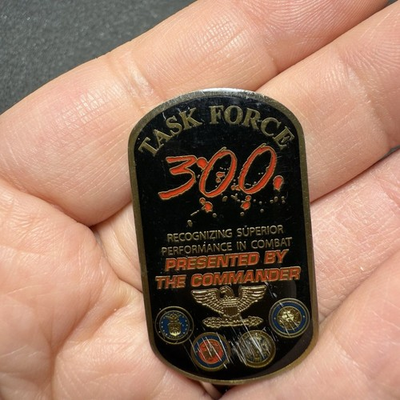 TASK FORCE
300
RECOGNIZING SUPERIOR
PERFORMANCE IN COMBAT
PRESENTED BY
THE COMMANDER